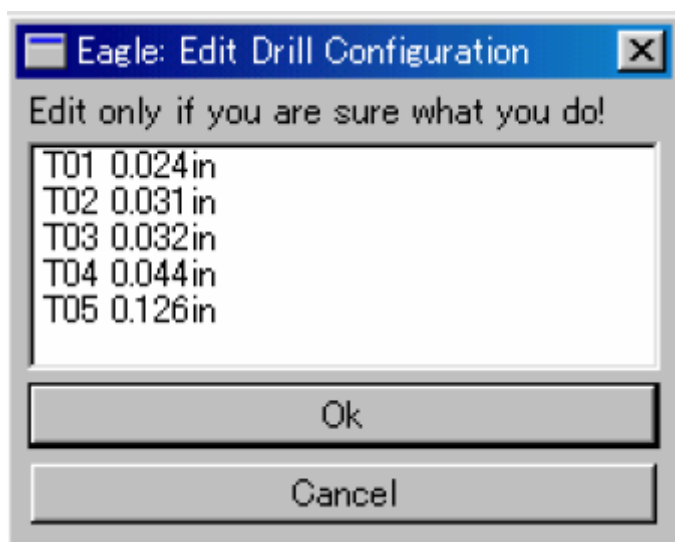 Eagle: Edit Drill Configuration
Edit only if you are sure what you do!
T01 0.024in
T02 0.031in
T03 0.032in
T04 0.044in
T05 0.126in
Ok
Cancel